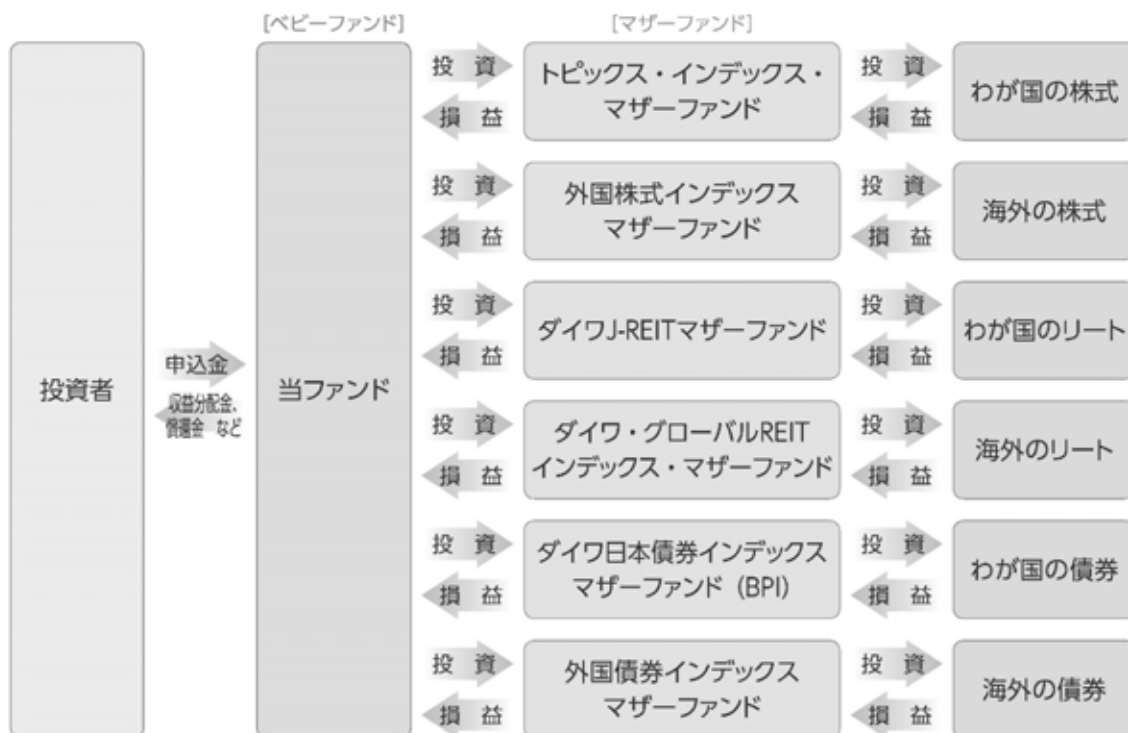 [ベビーファンド]
[マザーファンド]
投資者
申込金
収益分配金、
償還金 など
当ファンド
投 資
損 益
トピックス・インデックス・
マザーファンド
投 資
損 益
わが国の株式
投 資
損 益
外国株式インデックス
マザーファンド
投 資
損 益
海外の株式
投 資
損 益
ダイワJ-REITマザーファンド
投 資
損 益
わが国のリート
投 資
損 益
ダイワ・グローバルREIT
インデックス・マザーファンド
投 資
損 益
海外のリート
投 資
損 益
ダイワ日本債券インデックス
マザーファンド（BPI）
投 資
損 益
わが国の債券
投 資
損 益
外国債券インデックス
マザーファンド
投 資
損 益
海外の債券